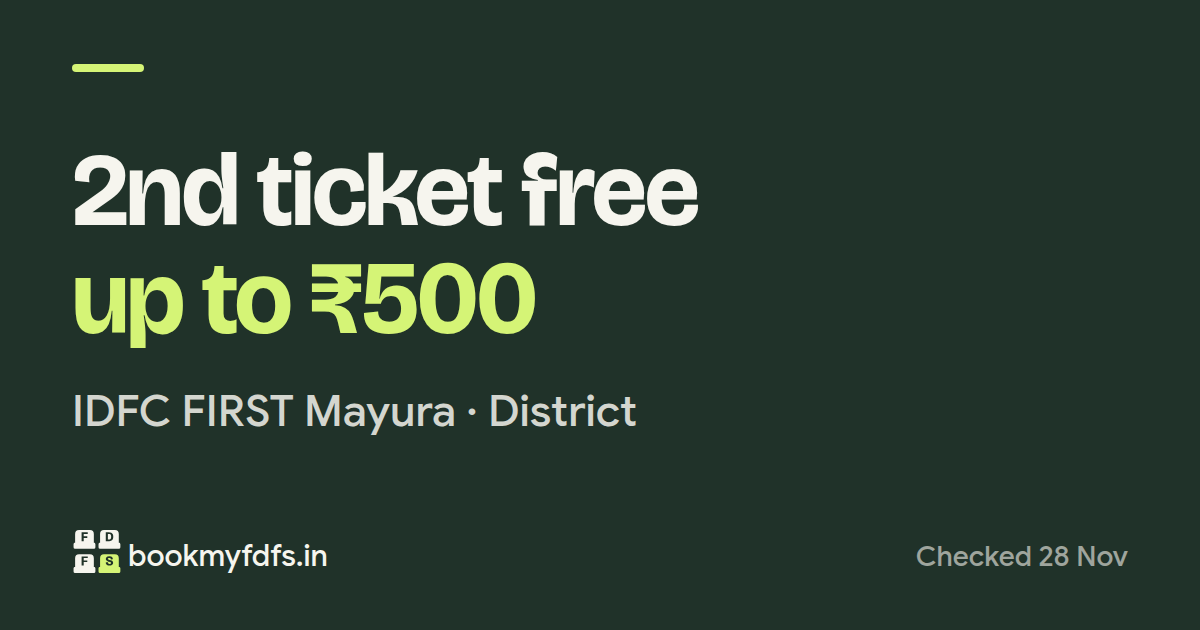 2nd ticket free
up to ₹500
IDFC FIRST Mayura · District
F D
F S
bookmyfdfs.in
Checked 28 Nov